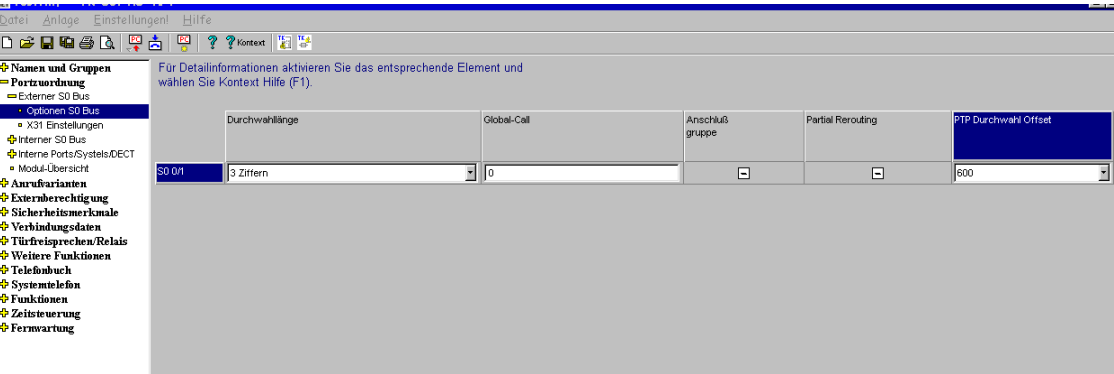 Datei Anlage Einstellungen! Hilfe
Kontext
Für Detailinformationen aktivieren Sie das entsprechende Element und
wählen Sie Kontext Hilfe (F1).
Namen und Gruppen
Portzuordnung
Externer S0 Bus
Optionen S0 Bus
X31 Einstellungen
Interner S0 Bus
Interne Ports/Systels/DECT
Modul-Übersicht
Anrufvarianten
Externberechtigung
Sicherheitsmerkmale
Verbindungsdaten
Türfreisprechen/Relais
Weitere Funktionen
Telefonbuch
Systemtelefon
Funktionen
Zeitsteuerung
Fernwartung
Durchwahllänge
Global-Call
Anschluß
gruppe
Partial Rerouting
PTP Durchwahl Offset
S0 0/1
3 Ziffern
0
600